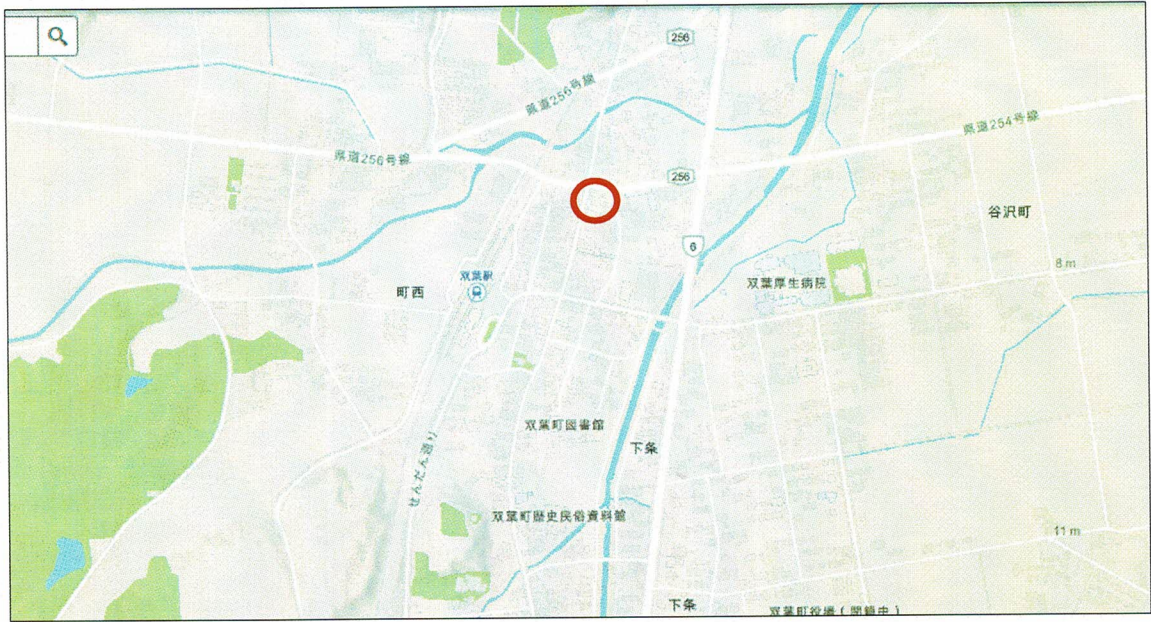 256
県道256号線
県道254号線
県道256号線
256
谷沢町
6
8 m
双葉駅
双葉厚生病院
町西
双葉町図書館
下条
せんだん通り
双葉町歴史民俗資料館
11 m
下条
双葉町役場(閉鎖中)